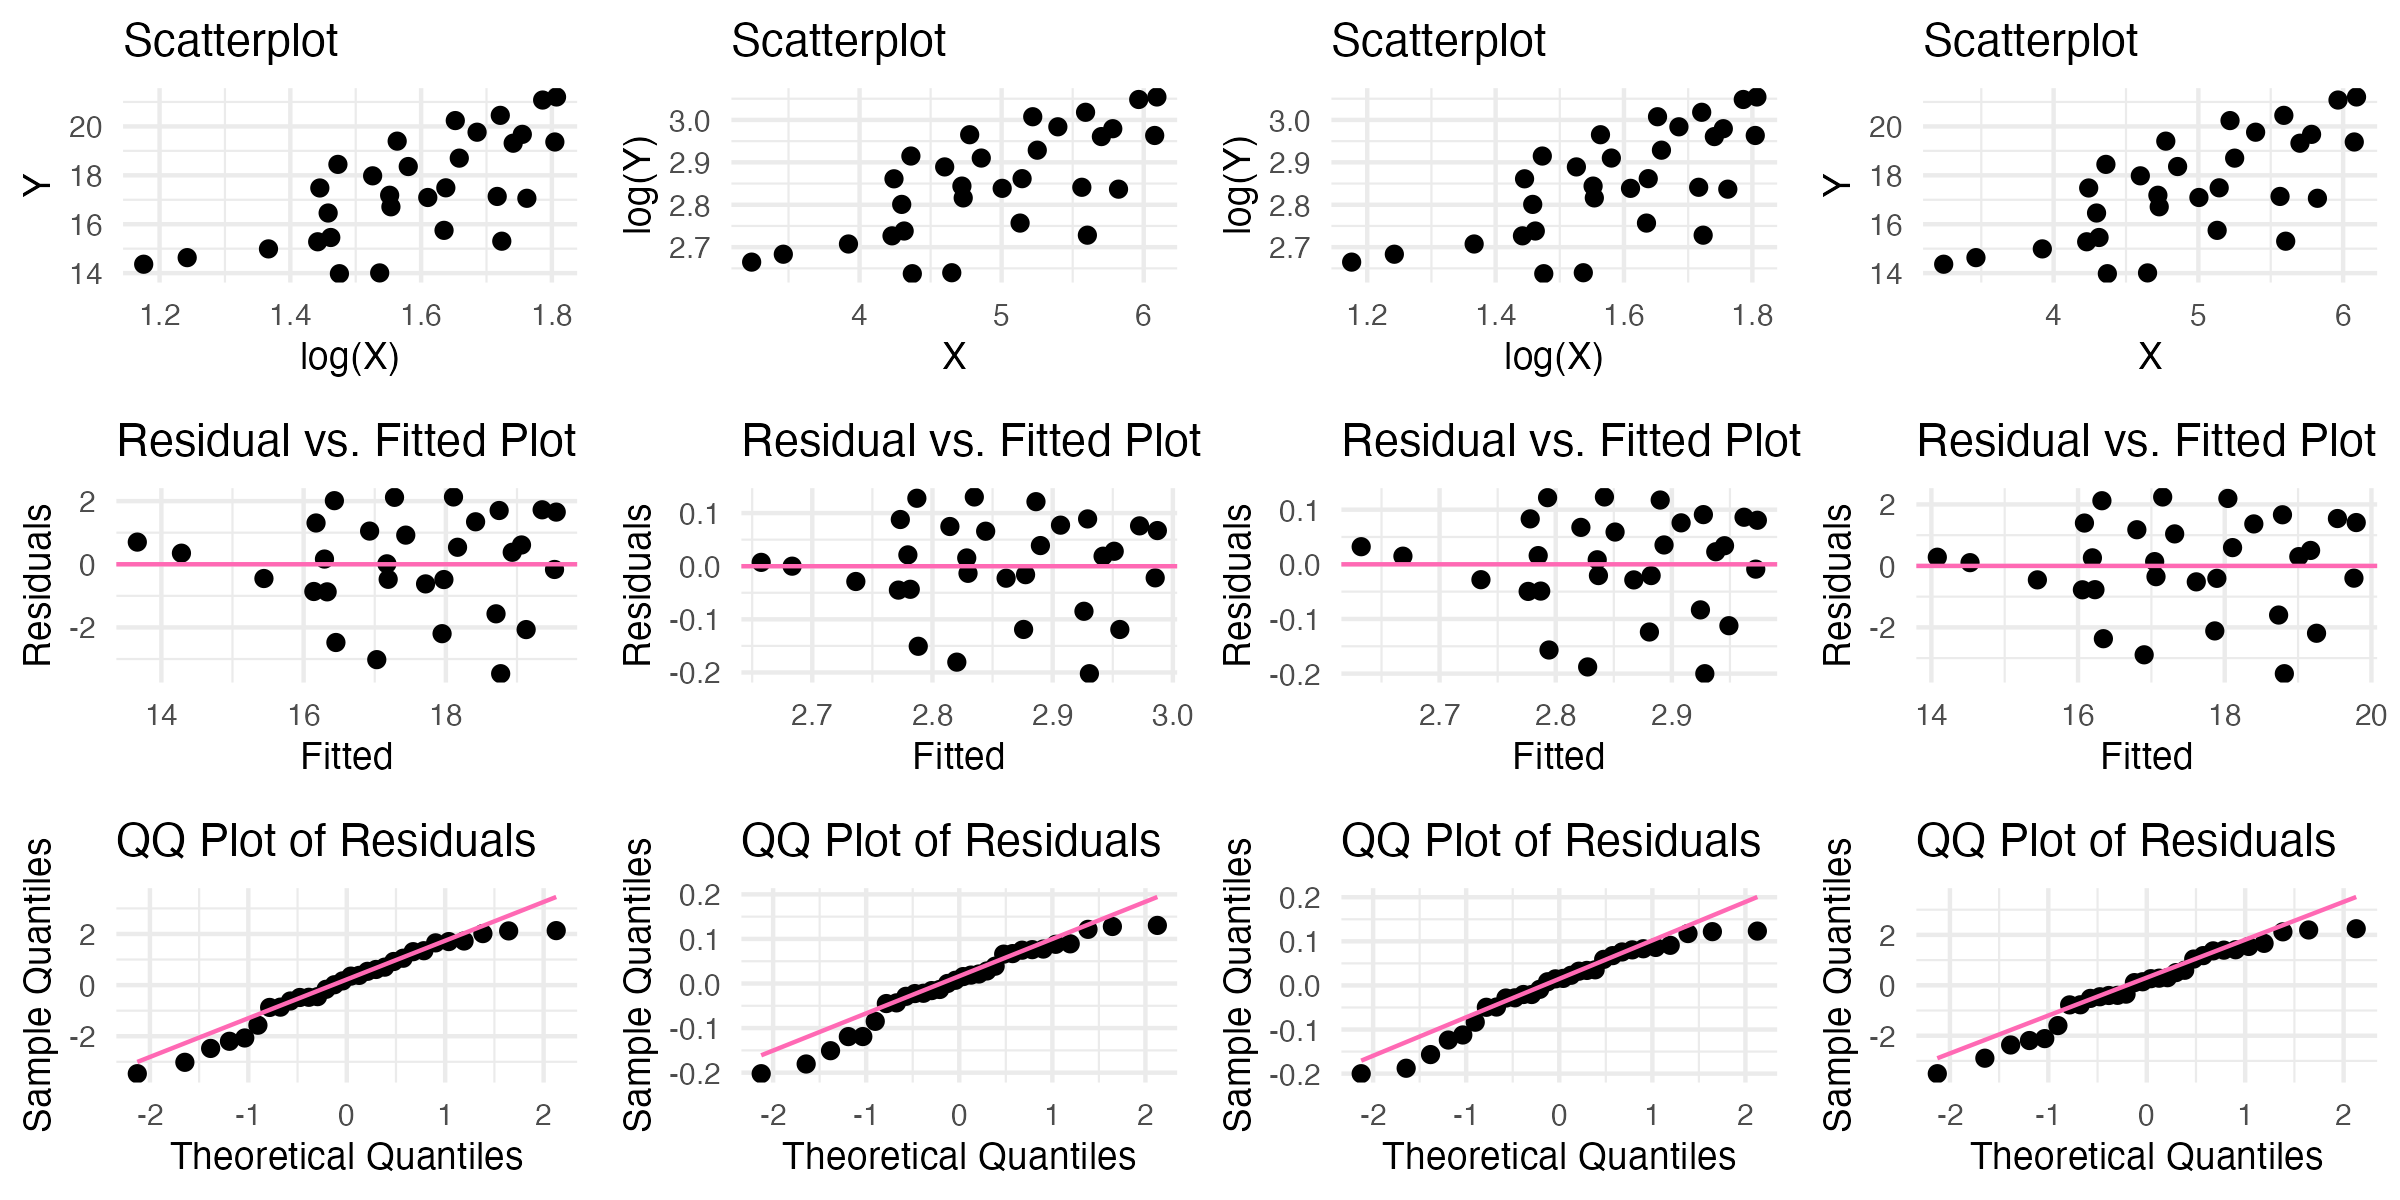 Scatterplot
Y
20
18
16
14
1.2 1.4 1.6 1.8
log(X)
Scatterplot
log(Y)
3.0
2.9
2.8
2.7
4 5 6
X
Scatterplot
log(Y)
3.0
2.9
2.8
2.7
1.2 1.4 1.6 1.8
log(X)
Scatterplot
Y
20
18
16
14
4 5 6
X
Residual vs. Fitted Plot
Residuals
2
0
-2
14 16 18
Fitted
Residual vs. Fitted Plot
Residuals
0.1
0.0
-0.1
-0.2
2.7 2.8 2.9 3.0
Fitted
Residual vs. Fitted Plot
Residuals
0.1
0.0
-0.1
-0.2
2.7 2.8 2.9
Fitted
Residual vs. Fitted Plot
Residuals
2
0
-2
14 16 18 20
Fitted
QQ Plot of Residuals
Sample Quantiles
2
0
-2
-2 -1 0 1 2
Theoretical Quantiles
QQ Plot of Residuals
Sample Quantiles
0.2
0.1
0.0
-0.1
-0.2
-2 -1 0 1 2
Theoretical Quantiles
QQ Plot of Residuals
Sample Quantiles
0.2
0.1
0.0
-0.1
-0.2
-2 -1 0 1 2
Theoretical Quantiles
QQ Plot of Residuals
Sample Quantiles
2
0
-2
-2 -1 0 1 2
Theoretical Quantiles